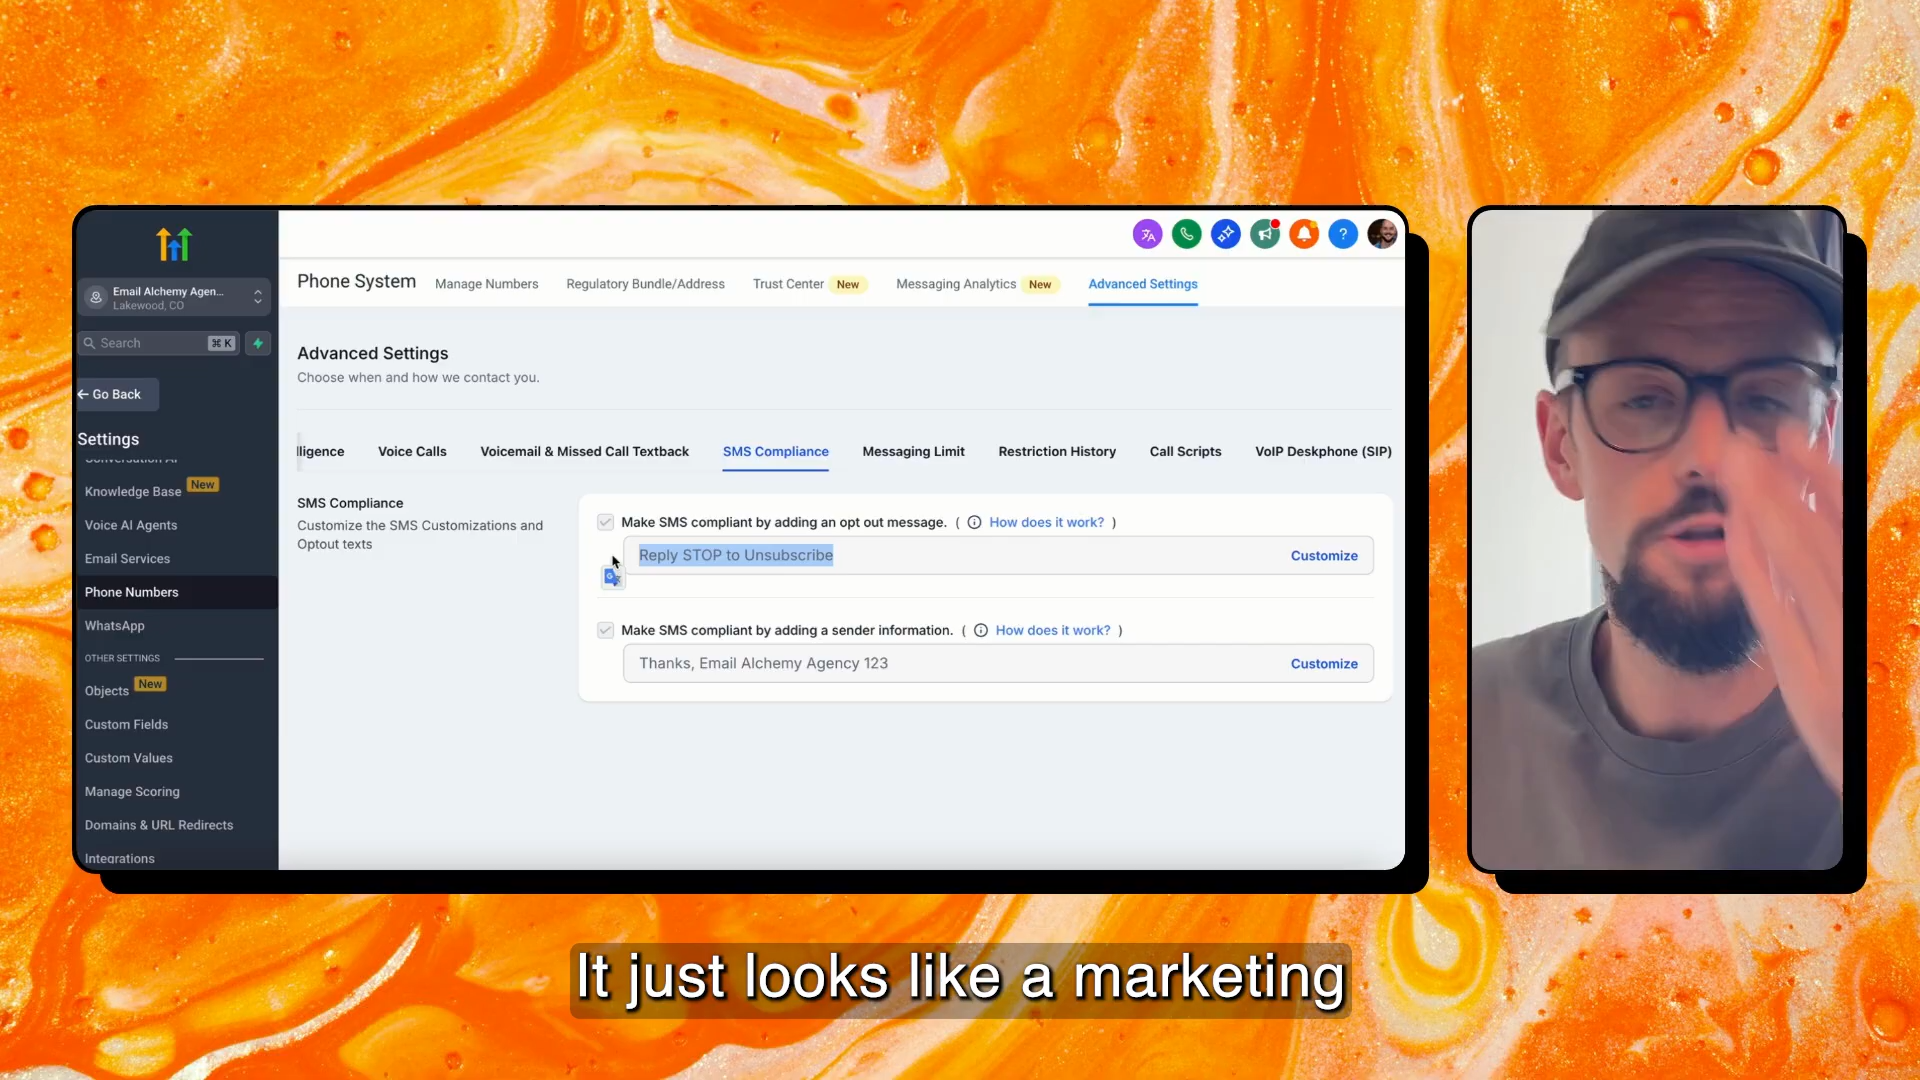 Email Alchemy Agen...
Lakewood, CO
Search
⌘ K
← Go Back
Settings
Conversation AI
Knowledge Base New
Voice AI Agents
Email Services
Phone Numbers
WhatsApp
OTHER SETTINGS
Objects New
Custom Fields
Custom Values
Manage Scoring
Domains & URL Redirects
Integrations
Phone System
Manage Numbers
Regulatory Bundle/Address
Trust Center New
Messaging Analytics New
Advanced Settings
Advanced Settings
Choose when and how we contact you.
lligence
Voice Calls
Voicemail & Missed Call Textback
SMS Compliance
Messaging Limit
Restriction History
Call Scripts
VoIP Deskphone (SIP)
SMS Compliance
Customize the SMS Customizations and
Optout texts
Make SMS compliant by adding an opt out message. ( How does it work? )
Reply STOP to Unsubscribe
Customize
Make SMS compliant by adding a sender information. ( How does it work? )
Thanks, Email Alchemy Agency 123
Customize
It just looks like a marketing